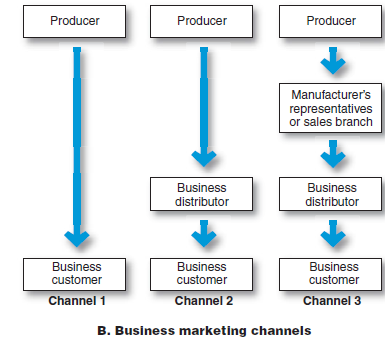 Producer
Producer
Producer
Manufacturer's
representatives
or sales branch
Business
distributor
Business
distributor
Business
customer
Business
customer
Business
customer
Channel 1
Channel 2
Channel 3
B. Business marketing channels